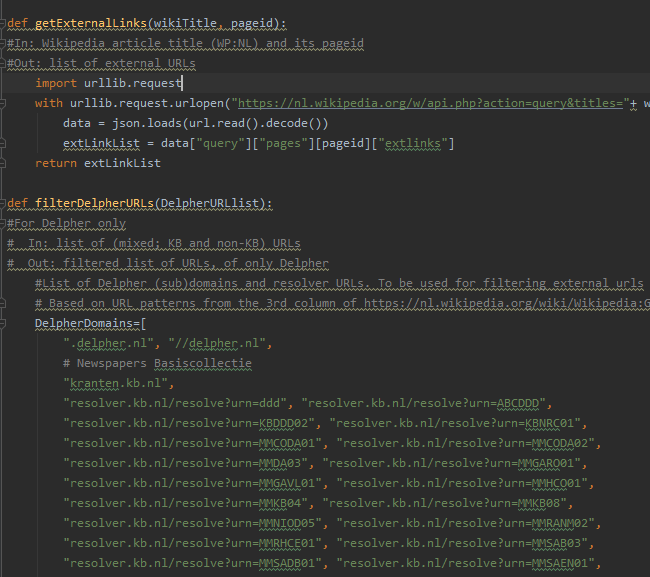 def getExternalLinks(wikiTitle, pageid):
#In: Wikipedia article title (WP:NL) and its pageid
#Out: list of external URLs
    import urllib.request
    with urllib.request.urlopen("https://nl.wikipedia.org/w/api.php?action=query&titles="+ w
        data = json.loads(url.read().decode())
        extLinkList = data["query"]["pages"][pageid]["extlinks"]
    return extLinkList
def filterDelpherURLs(DelpherURLlist):
#For Delpher only
#  In: list of (mixed; KB and non-KB) URLs
#  Out: filtered list of URLs, of only Delpher
    #List of Delpher (sub)domains and resolver URLs. To be used for filtering external urls
    # Based on URL patterns from the 3rd column of https://nl.wikipedia.org/wiki/Wikipedia:G
    DelpherDomains=[
        ".delpher.nl", "//delpher.nl",
        # Newspapers Basiscollectie
        "kranten.kb.nl",
        "resolver.kb.nl/resolve?urn=ddd", "resolver.kb.nl/resolve?urn=ABCDDD",
        "resolver.kb.nl/resolve?urn=KBDDD02", "resolver.kb.nl/resolve?urn=KBNRC01",
        "resolver.kb.nl/resolve?urn=MMCODA01", "resolver.kb.nl/resolve?urn=MMCODA02",
        "resolver.kb.nl/resolve?urn=MMDA03", "resolver.kb.nl/resolve?urn=MMGARO01",
        "resolver.kb.nl/resolve?urn=MMGAVL01", "resolver.kb.nl/resolve?urn=MMHCO01",
        "resolver.kb.nl/resolve?urn=MMKB04", "resolver.kb.nl/resolve?urn=MMKB08",
        "resolver.kb.nl/resolve?urn=MMNIOD05", "resolver.kb.nl/resolve?urn=MMRANM02",
        "resolver.kb.nl/resolve?urn=MMRHCE01", "resolver.kb.nl/resolve?urn=MMSAB03",
        "resolver.kb.nl/resolve?urn=MMSADB01", "resolver.kb.nl/resolve?urn=MMSAEN01",